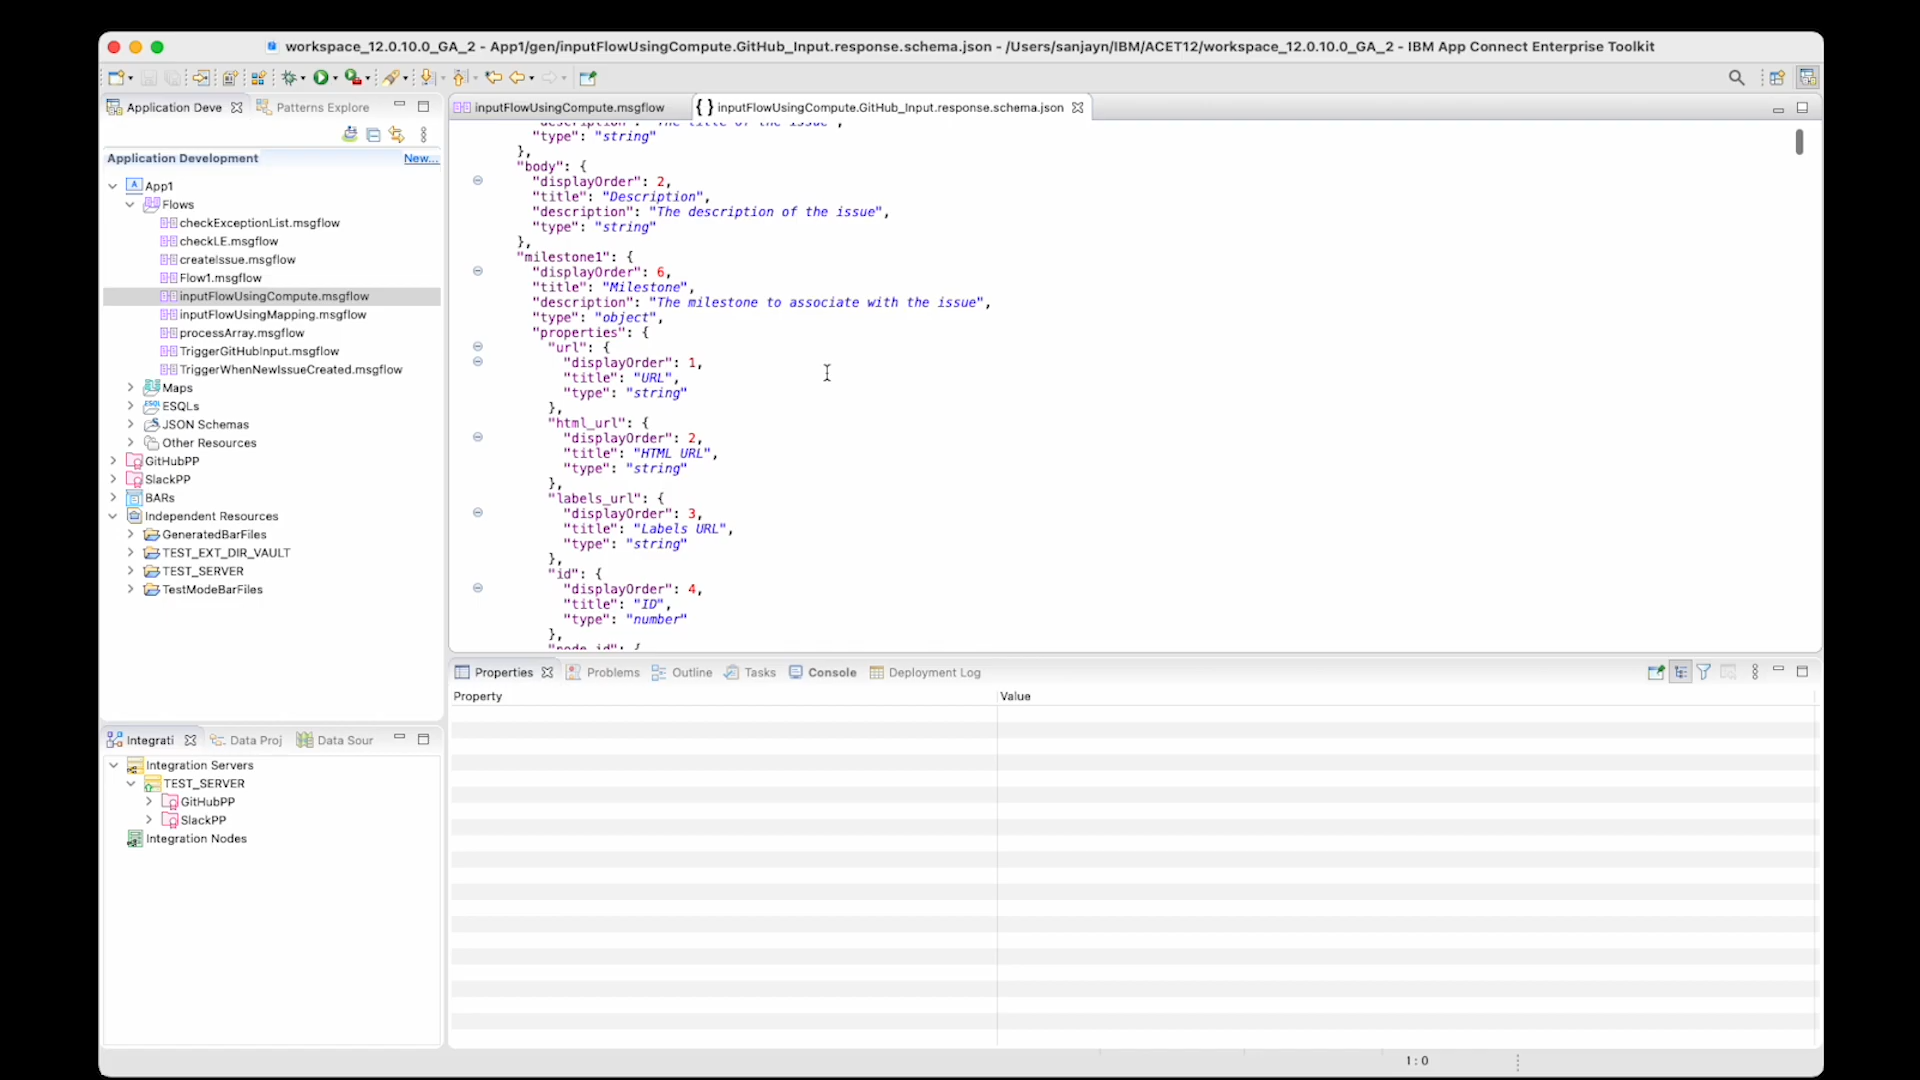 workspace_12.0.10.0_GA_2 - App1/gen/inputFlowUsingCompute.GitHub_Input.response.schema.json - /Users/sanjayn/IBM/ACET12/workspace_12.0.10.0_GA_2 - IBM App Connect Enterprise Toolkit
Application Deve
Patterns Explore
Application Development
New...
App1
Flows
checkExceptionList.msgflow
checkLE.msgflow
createIssue.msgflow
Flow1.msgflow
inputFlowUsingCompute.msgflow
inputFlowUsingMapping.msgflow
processArray.msgflow
TriggerGitHubInput.msgflow
TriggerWhenNewIssueCreated.msgflow
Maps
ESQLs
JSON Schemas
Other Resources
GitHubPP
SlackPP
BARs
Independent Resources
GeneratedBarFiles
TEST_EXT_DIR_VAULT
TEST_SERVER
TestModeBarFiles
Integrati
Data Proj
Data Sour
Integration Servers
TEST_SERVER
GitHubPP
SlackPP
Integration Nodes
inputFlowUsingCompute.msgflow
{ } inputFlowUsingCompute.GitHub_Input.response.schema.json
"description": "The title of the issue",
"type": "string"
},
"body": {
"displayOrder": 2,
"title": "Description",
"description": "The description of the issue",
"type": "string"
},
"milestone1": {
"displayOrder": 6,
"title": "Milestone",
"description": "The milestone to associate with the issue",
"type": "object",
"properties": {
"url": {
"displayOrder": 1,
"title": "URL",
"type": "string"
},
"html_url": {
"displayOrder": 2,
"title": "HTML URL",
"type": "string"
},
"labels_url": {
"displayOrder": 3,
"title": "Labels URL",
"type": "string"
},
"id": {
"displayOrder": 4,
"title": "ID",
"type": "number"
},
"node_id": {
Properties
Problems
Outline
Tasks
Console
Deployment Log
Property
Value
1 : 0